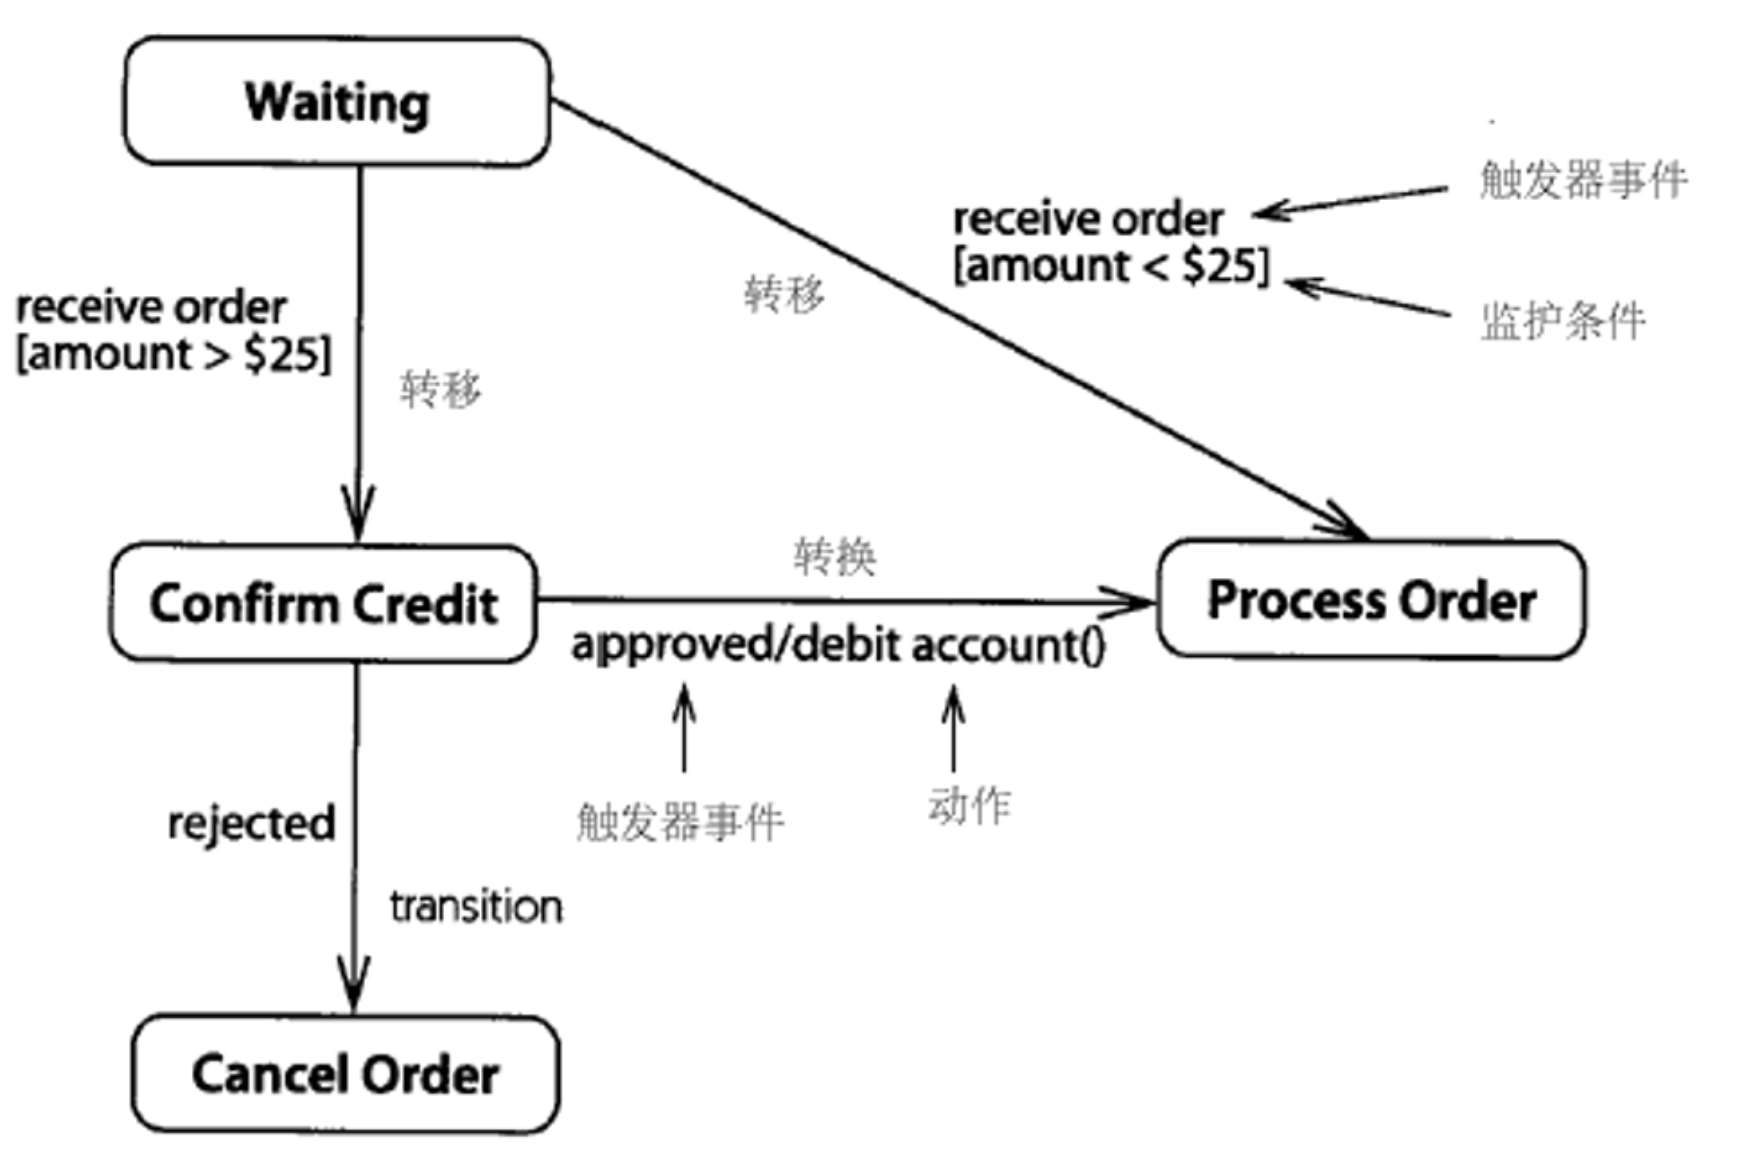 Waiting
触发器事件
receive order
[amount < $25]
转移
监护条件
receive order
[amount > $25]
转移
转换
Confirm Credit
Process Order
approved/debit account()
触发器事件
动作
rejected
transition
Cancel Order